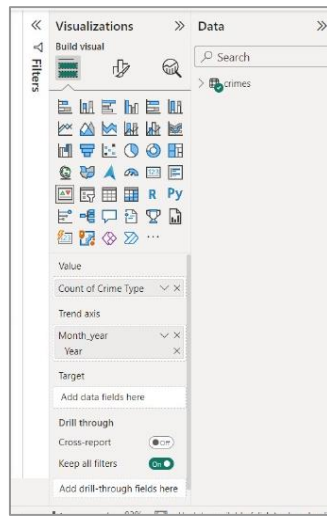 Visualizations
Data
Build visual
Filters
Search
crimes
R Py
123
Value
Count of Crime Type
Trend axis
Month_year
Year
Target
Add data fields here
Drill through
Cross-report
Off
Keep all filters
On
Add drill-through fields here